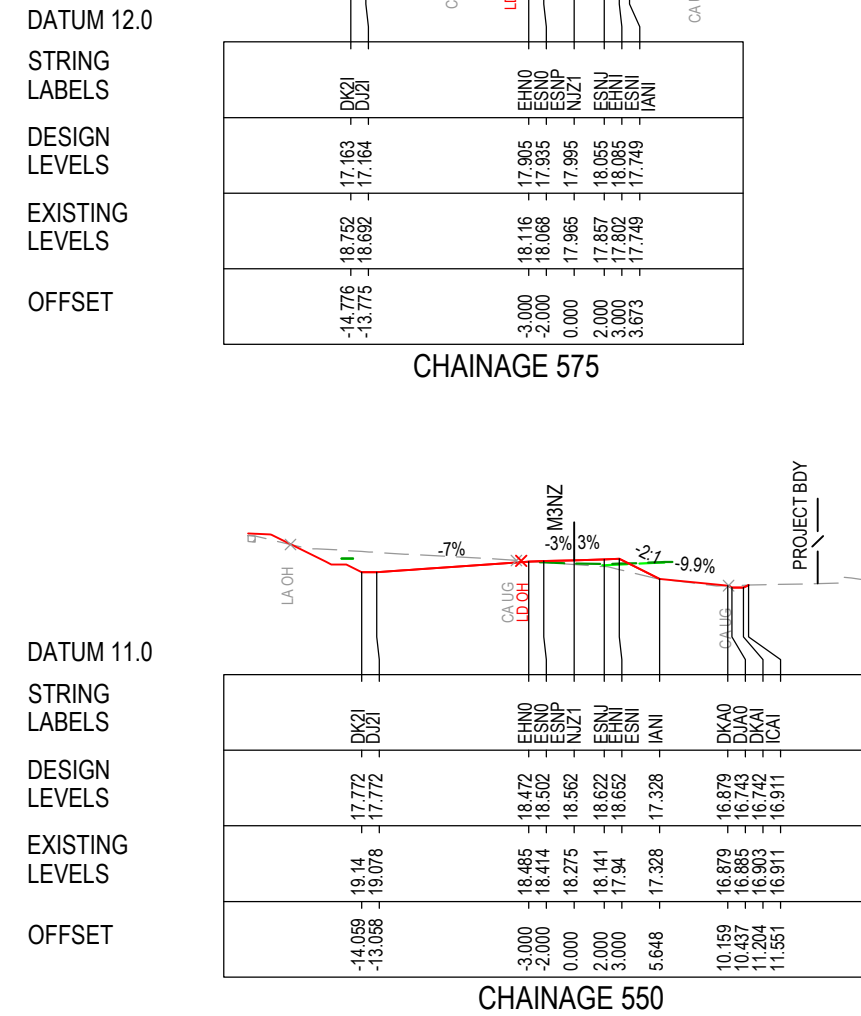 DATUM 12.0
STRING LABELS
DK2I DJ2I EHN0 ESN0 ESNP NJZ1 ESNJ EHNI ESNI IANI
DESIGN LEVELS
17.163 17.164 17.905 17.935 17.995 18.055 18.085 17.749
EXISTING LEVELS
18.752 18.692 18.116 18.068 17.965 17.857 17.802 17.749
OFFSET
-14.776 -13.775 -3.000 -2.000 0.000 2.000 3.000 3.673
CHAINAGE 575
M3NZ
PROJECT BDY
-7% -3% 3% -2:1 -9.9%
LA OH
CA UG
LD OH
CA UG
DATUM 11.0
STRING LABELS
DK2I DJ2I EHN0 ESN0 ESNP NJZ1 ESNJ EHNI ESNI IANI DKA0 DJA0 DKAI ICAI
DESIGN LEVELS
17.772 17.772 18.472 18.502 18.562 18.622 18.652 17.328 16.879 16.743 16.742 16.911
EXISTING LEVELS
19.14 19.078 18.485 18.414 18.275 18.141 17.94 17.328 16.879 16.885 16.903 16.911
OFFSET
-14.059 -13.058 -3.000 -2.000 0.000 2.000 3.000 5.648 10.159 10.437 11.204 11.551
CHAINAGE 550